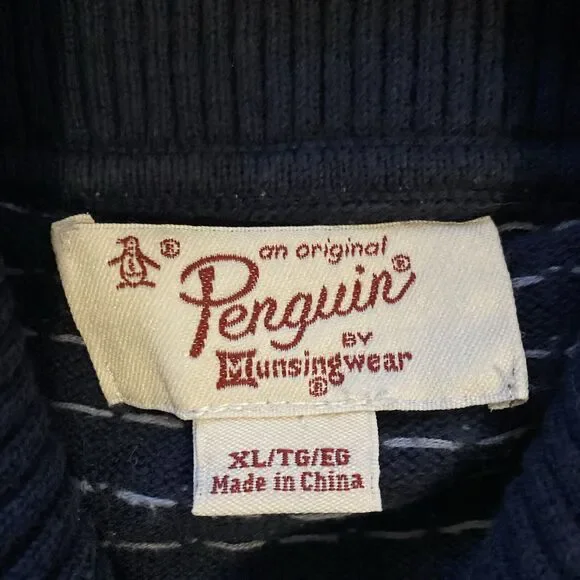 ®
an original
Penguin®
BY
Munsingwear
®
XL/TG/EG
Made in China